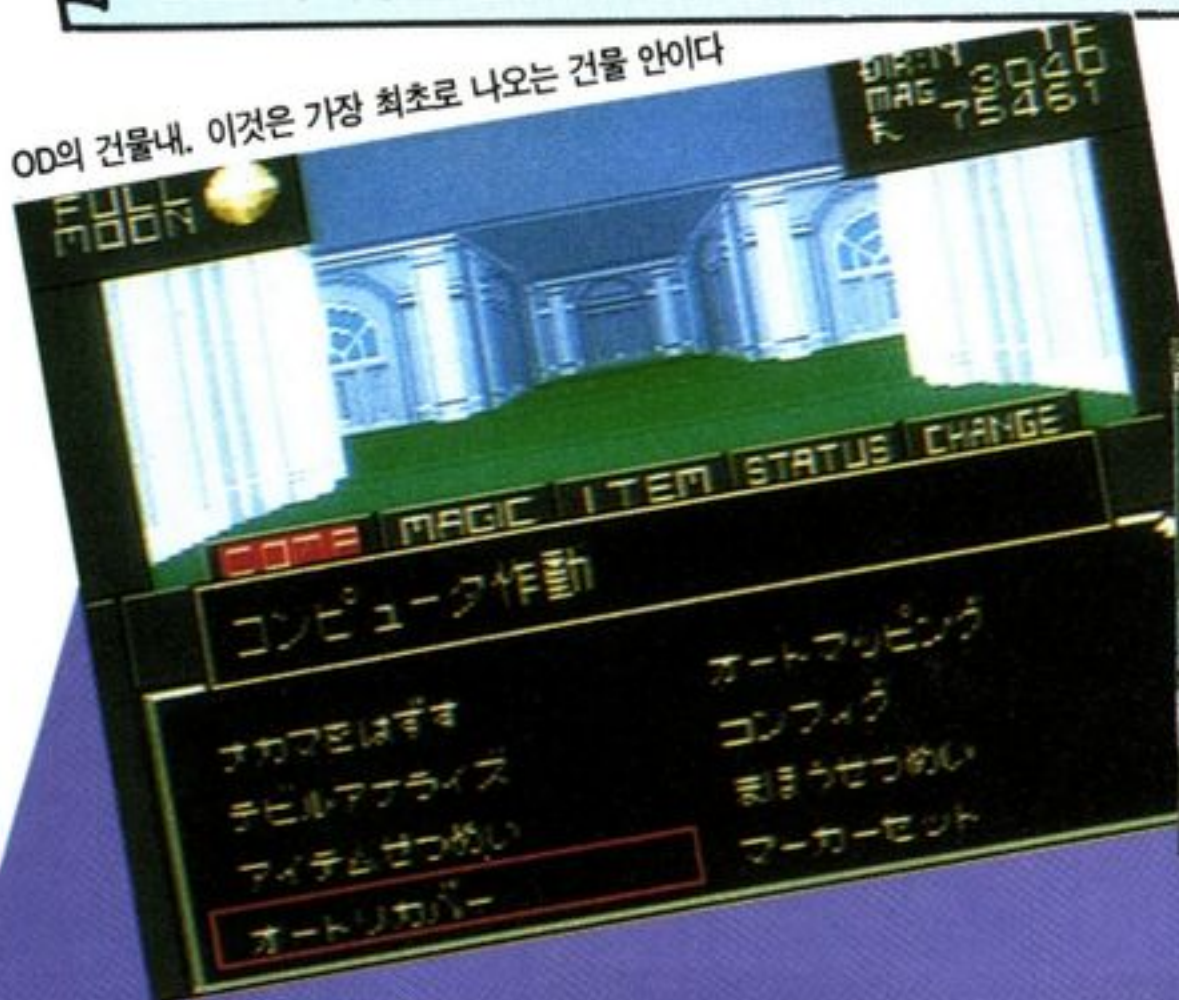 OD의 건물내. 이것은 가장 최초로 나오는 건물 안이다
FULL
MOON
DIR:N 1F
MAG 3040
75461
COMP MAGIC ITEM STATUS CHANGE
コンピュータ作動
ナカマをはずす オートマッピング
デビルアナライズ コンフィグ
アイテムせつめい まほうせつめい
オートリカバー マーカーセット